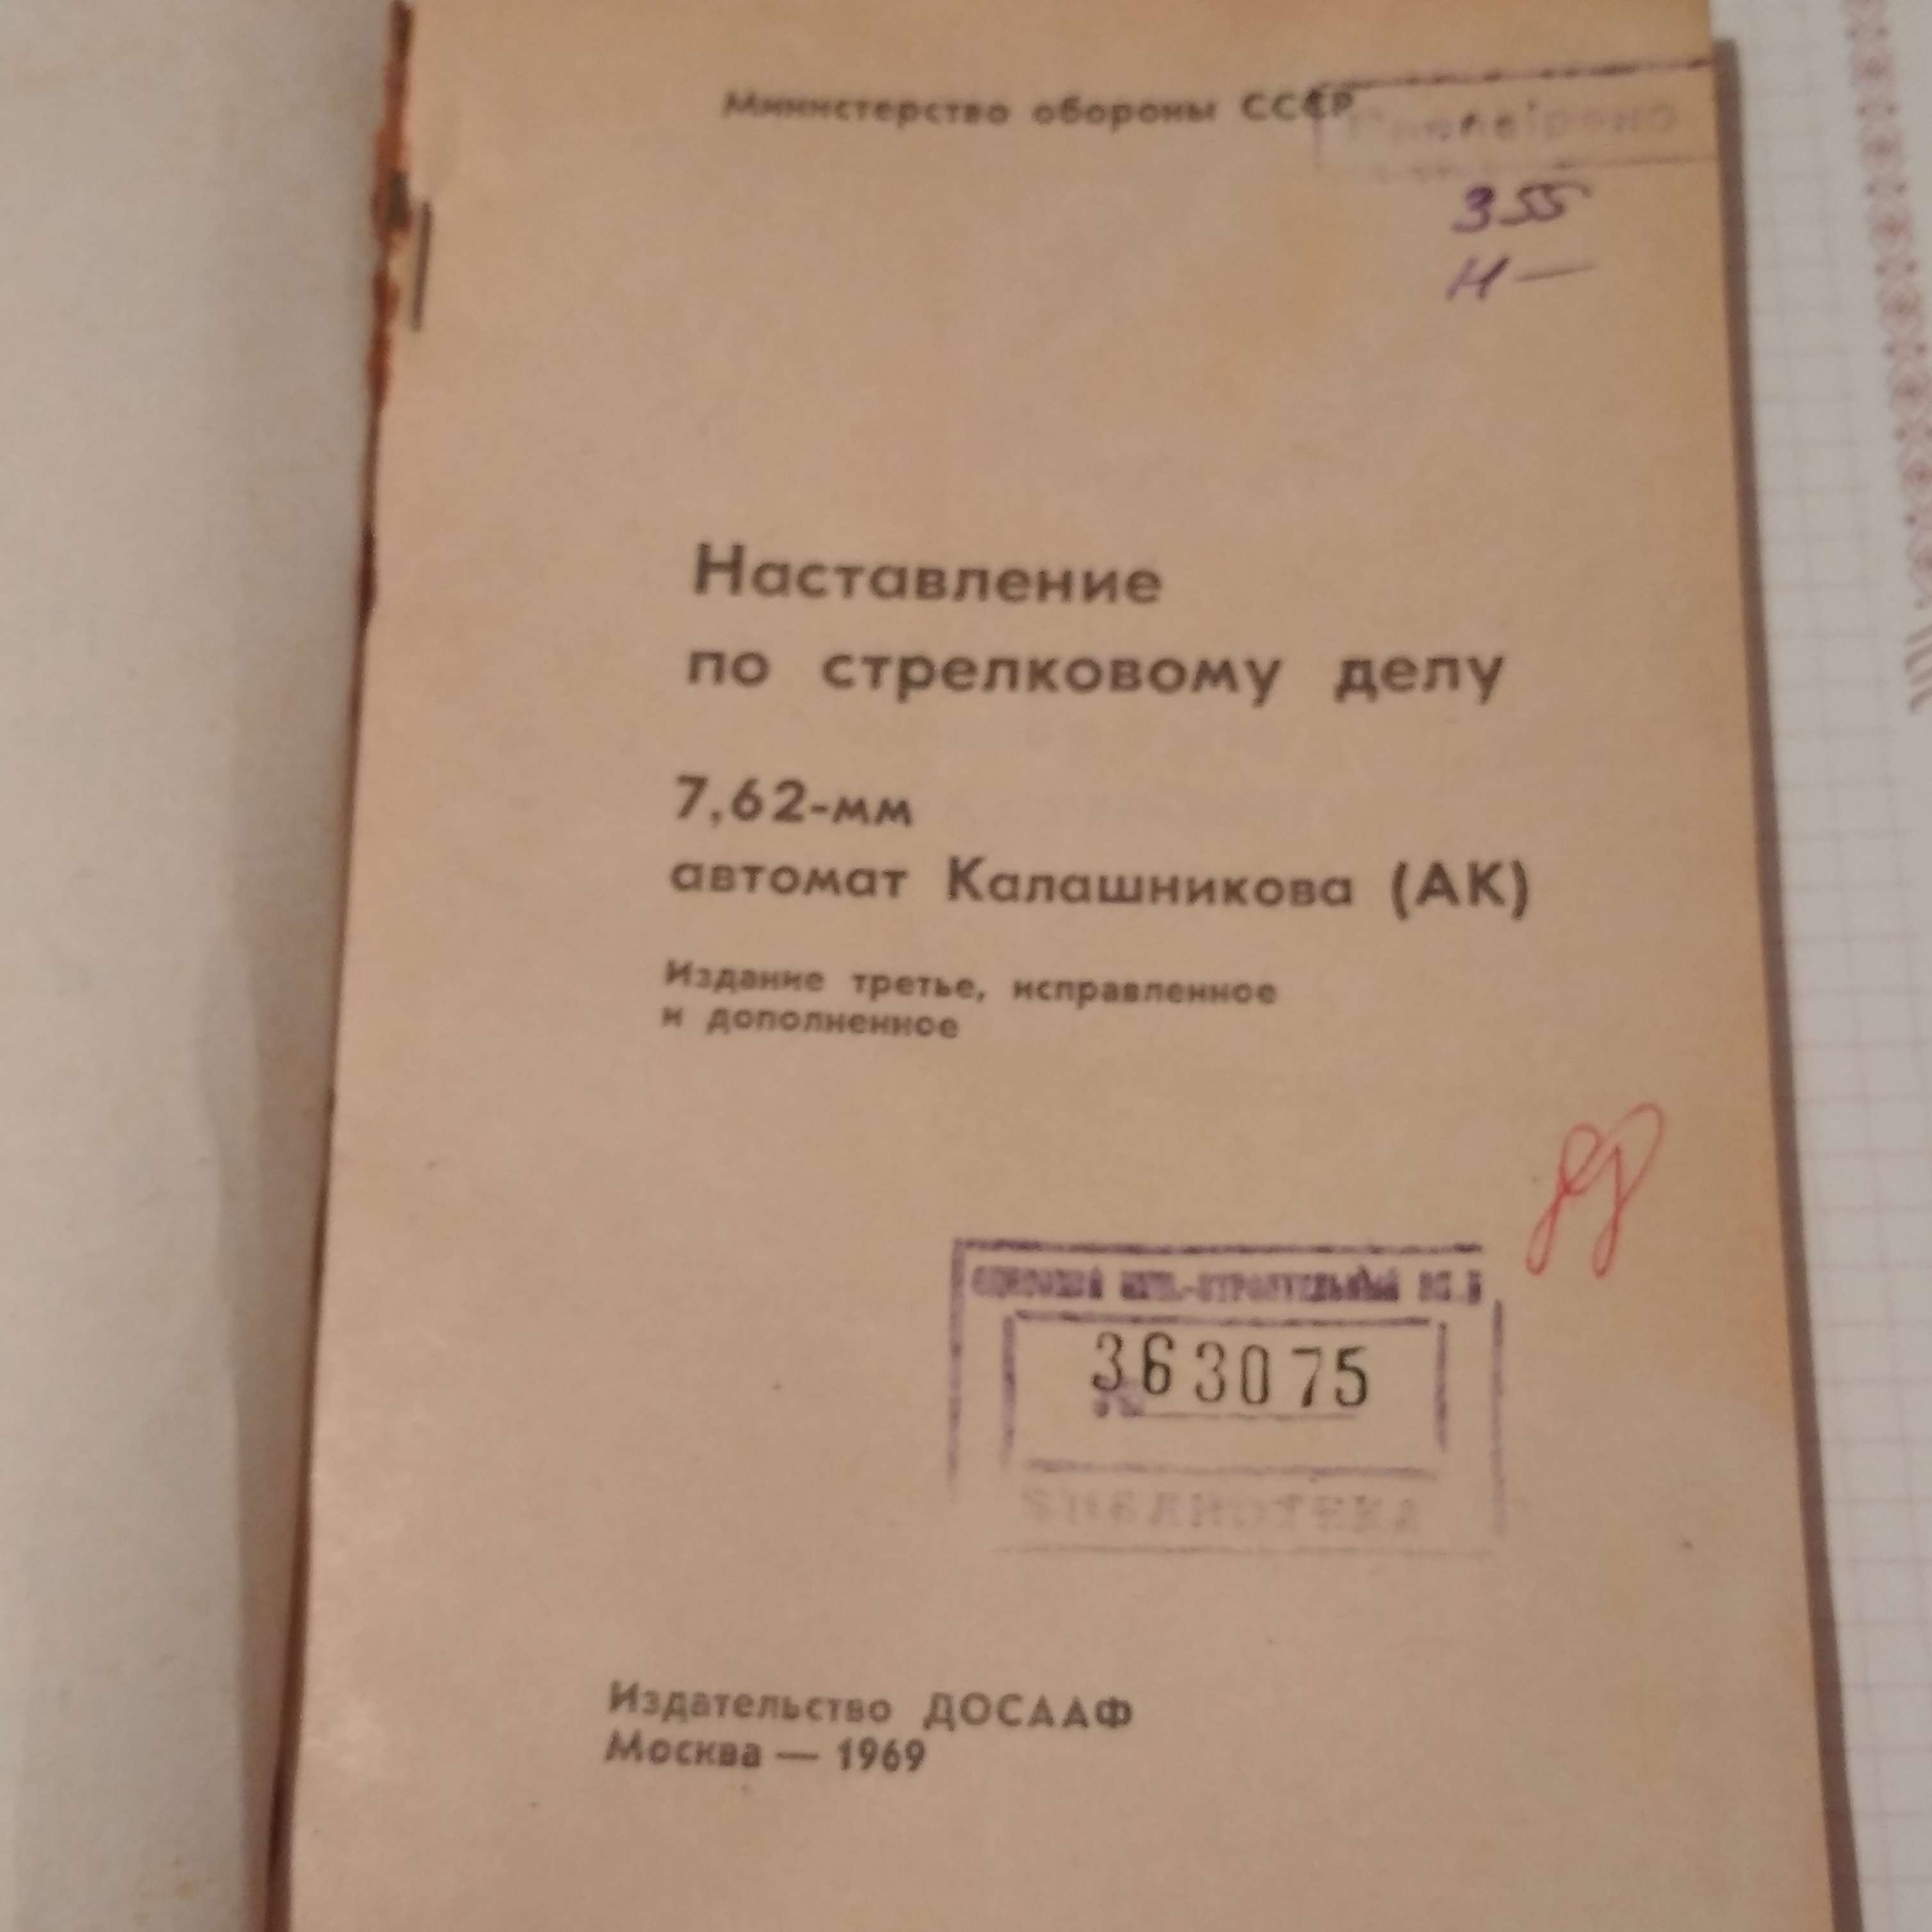 Министерство обороны СССР
355
Н —
Наставление
по стрелковому делу
7,62-мм
автомат Калашникова (АК)
Издание третье, исправленное
и дополненное
363075
БИБЛИОТЕКА
Издательство ДОСААФ
Москва — 1969